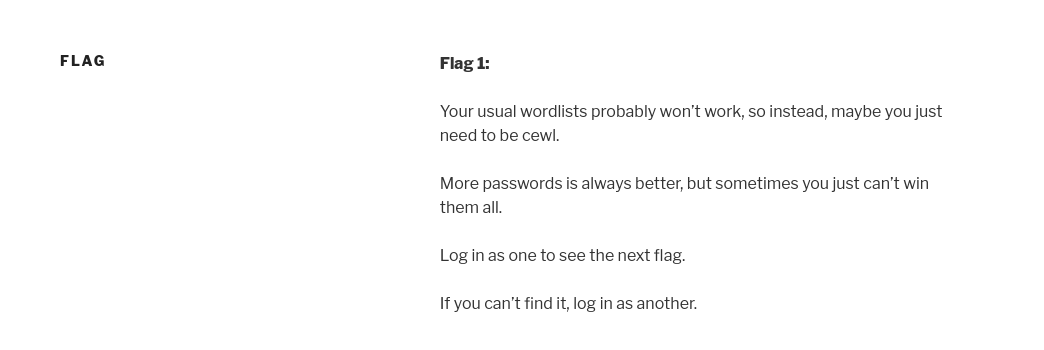 FLAG
Flag 1:
Your usual wordlists probably won’t work, so instead, maybe you just
need to be cewl.
More passwords is always better, but sometimes you just can’t win
them all.
Log in as one to see the next flag.
If you can’t find it, log in as another.